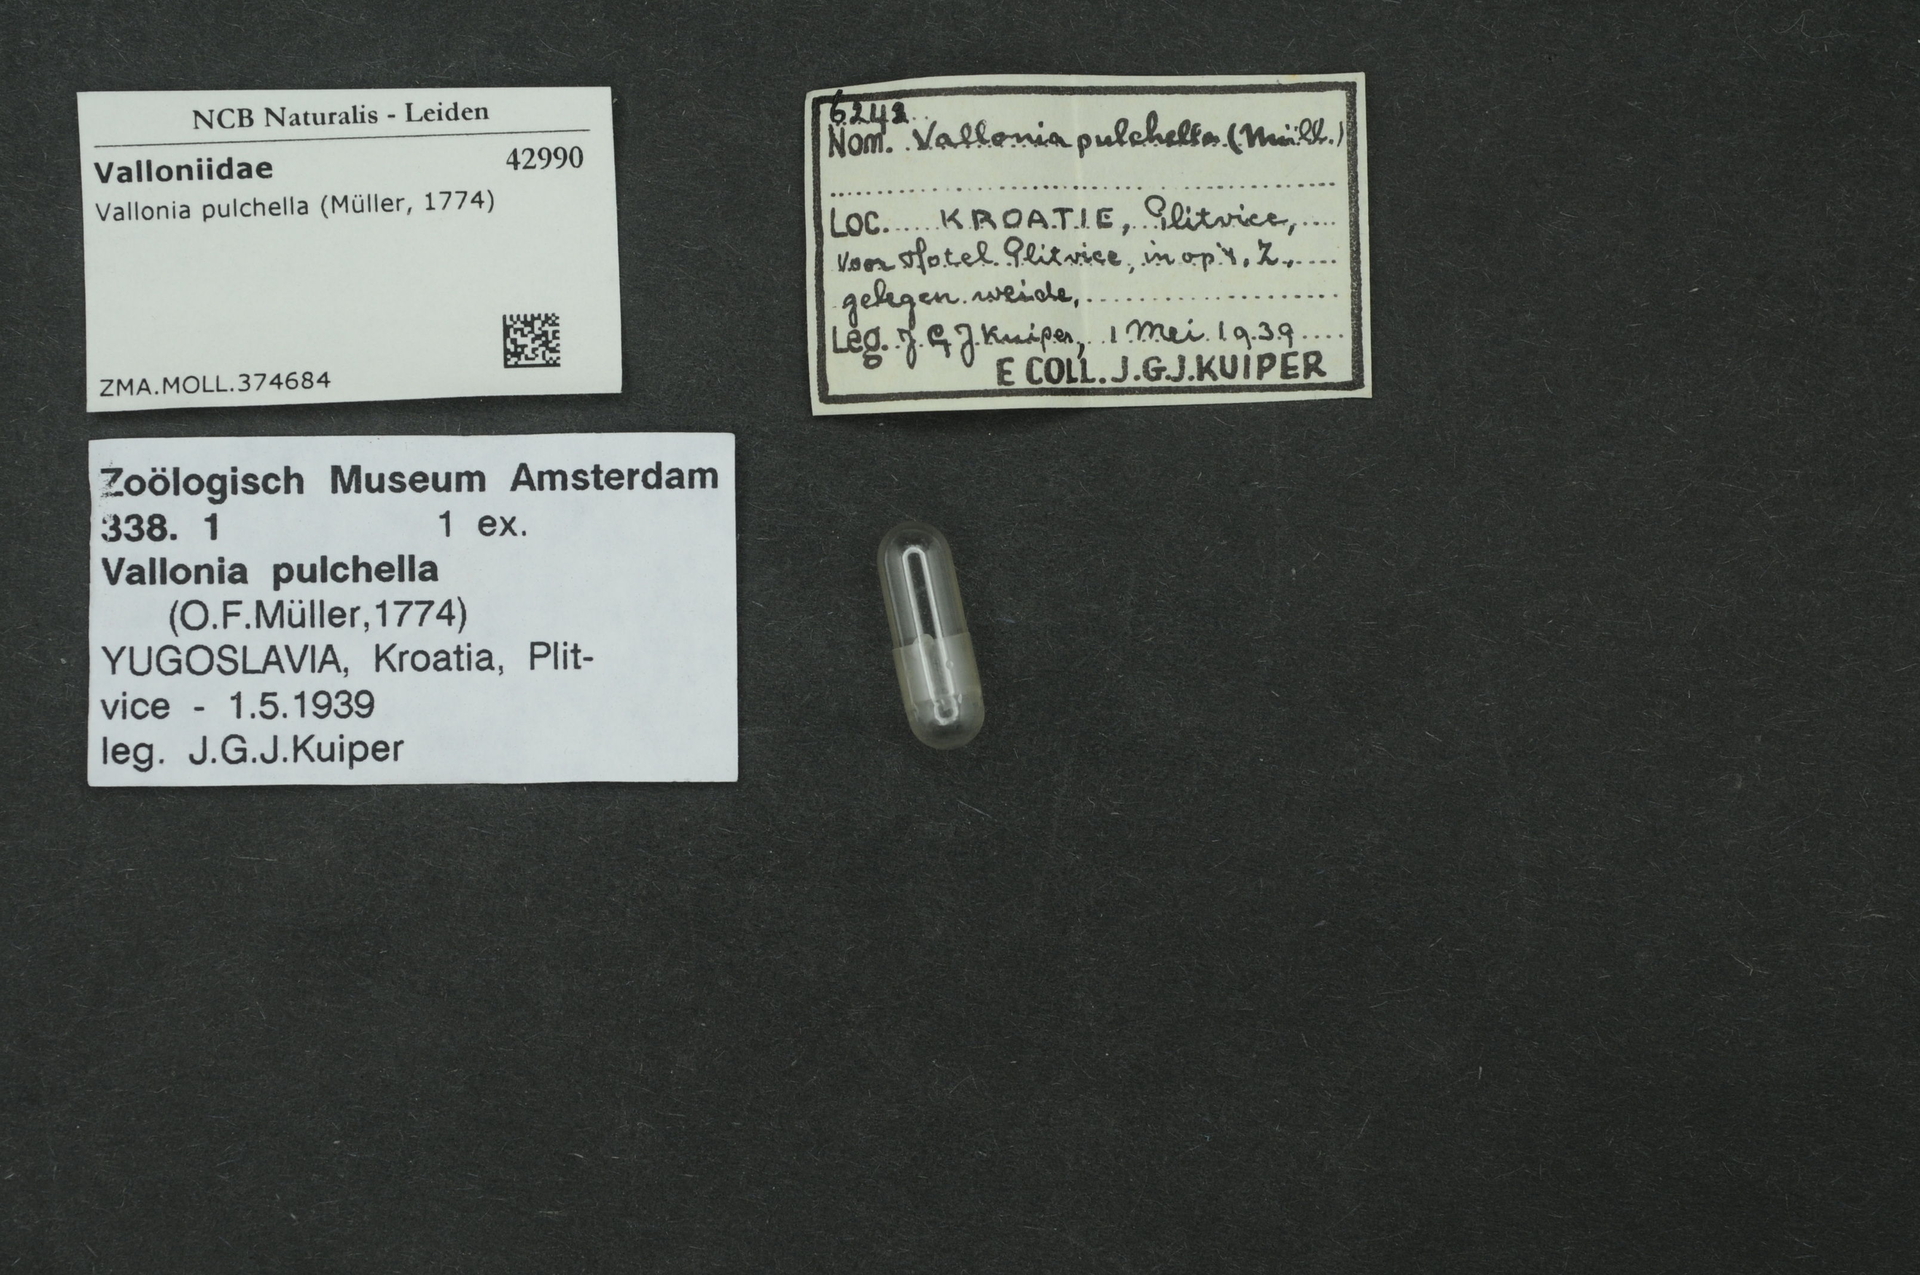 NCB Naturalis - Leiden
Valloniidae 42990
Vallonia pulchella (Müller, 1774)
ZMA.MOLL.374684
Zoölogisch Museum Amsterdam
338. 1 1 ex.
Vallonia pulchella
(O.F.Müller,1774)
YUGOSLAVIA, Kroatia, Plit-
vice - 1.5.1939
leg. J.G.J.Kuiper
6242
Nom. Vallonia pulchella (Müll.)
LOC. KROATIE, Plitvice,
voor Hotel Plitvice, in op 't. Z.
gelegen weide,
Leg. J. G. J. Kuiper, 1 Mei 1939
E COLL. J.G.J.KUIPER